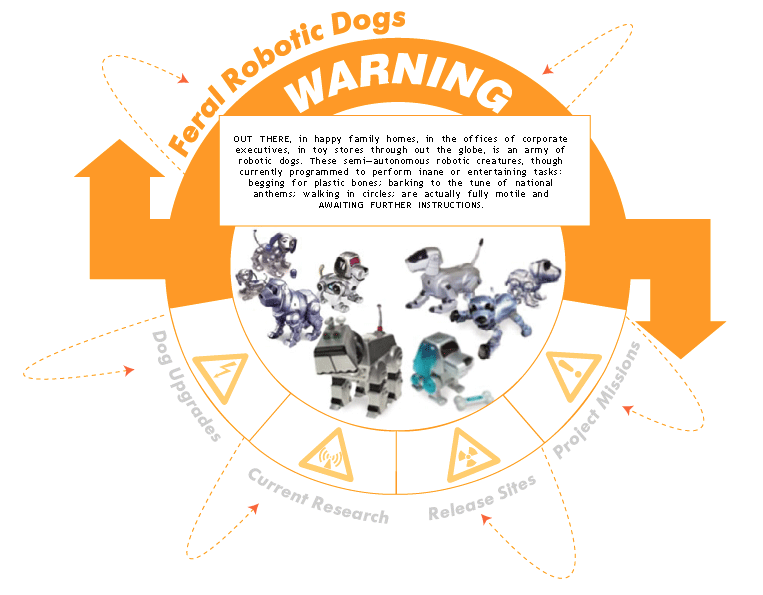 Feral Robotic Dogs
WARNING
OUT THERE, in happy family homes, in the offices of corporate
executives, in toy stores through out the globe, is an army of
robotic dogs. These semi-autonomous robotic creatures, though
currently programmed to perform inane or entertaining tasks:
begging for plastic bones; barking to the tune of national
anthems; walking in circles; are actually fully motile and
AWAITING FURTHER INSTRUCTIONS.
Dog Upgrades
Current Research
Release Sites
Project Missions